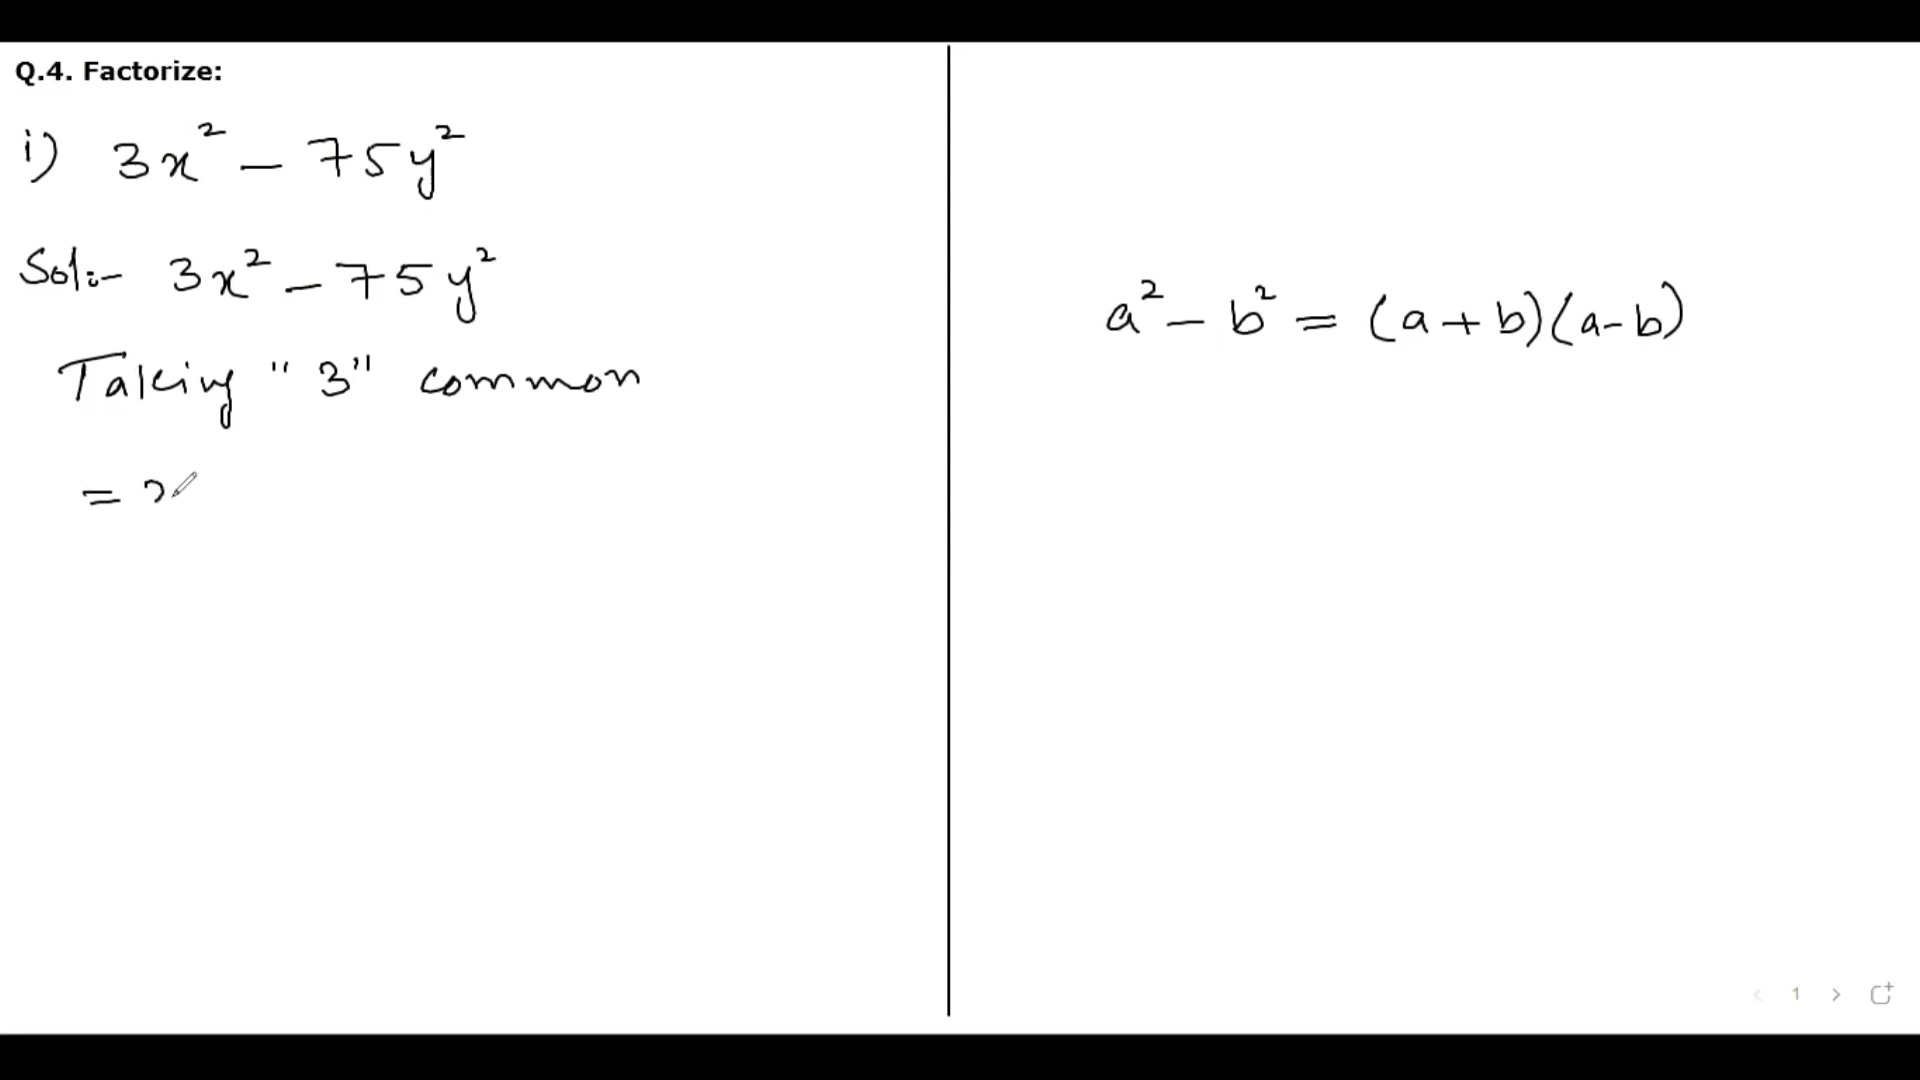 Q.4. Factorize:
i) 3x² - 75y²
Sol:- 3x² - 75y²
Taking "3" common
=
a² - b² = (a+b)(a-b)
1